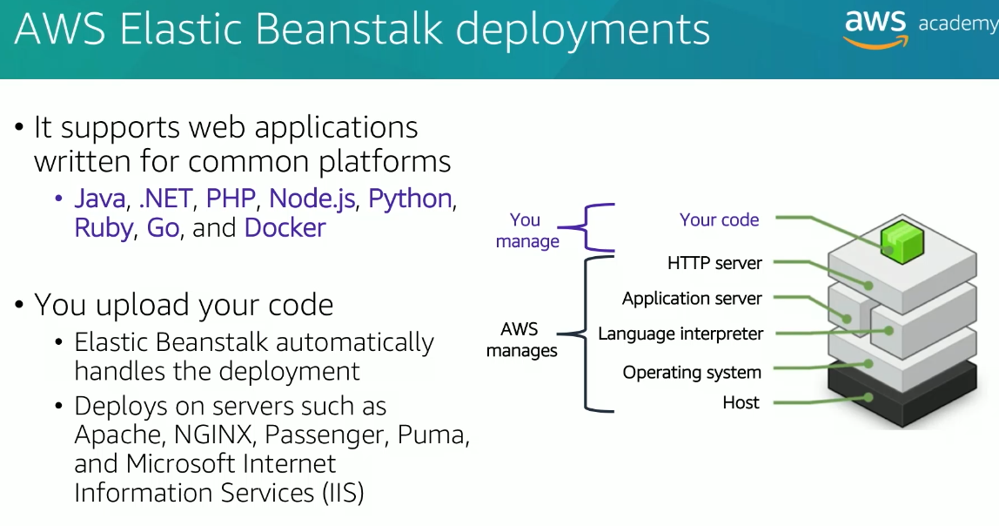 AWS Elastic Beanstalk deployments
aws academy
• It supports web applications
written for common platforms
• Java, .NET, PHP, Node.js, Python,
Ruby, Go, and Docker
• You upload your code
• Elastic Beanstalk automatically
handles the deployment
• Deploys on servers such as
Apache, NGINX, Passenger, Puma,
and Microsoft Internet
Information Services (IIS)
You
manage
Your code
AWS
manages
HTTP server
Application server
Language interpreter
Operating system
Host